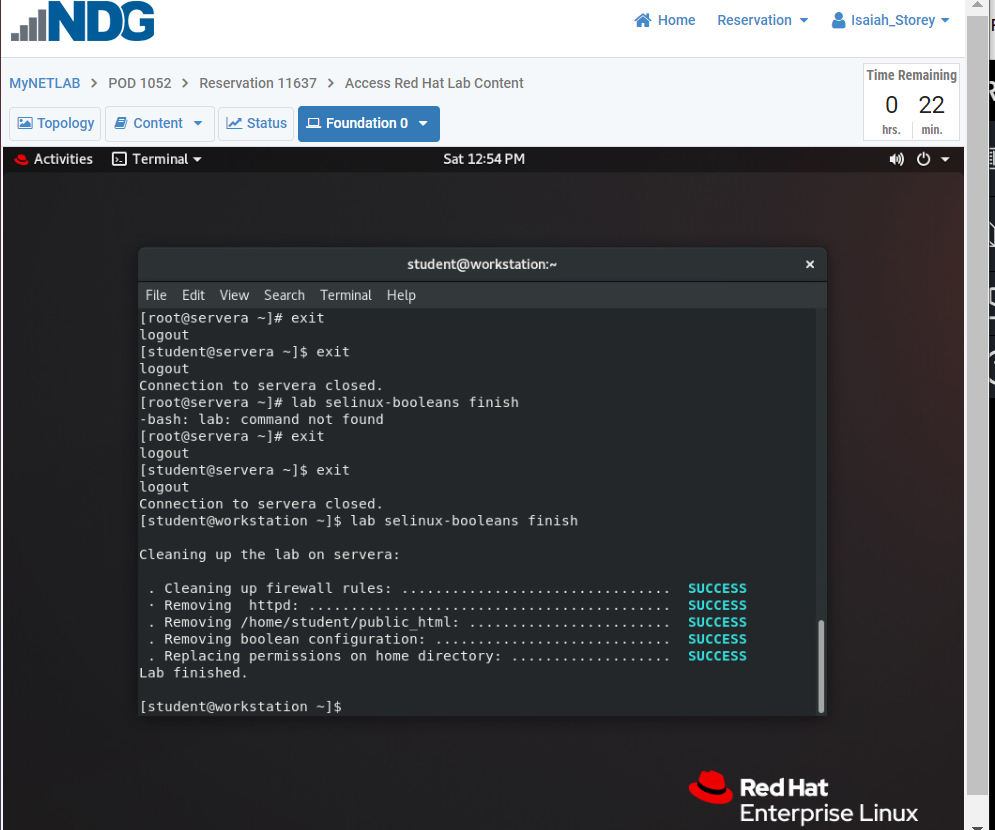 NDG
Home Reservation Isaiah_Storey
MyNETLAB > POD 1052 > Reservation 11637 > Access Red Hat Lab Content
Time Remaining
0 22
hrs. min.
Topology Content Status Foundation 0
Activities Terminal Sat 12:54 PM
student@workstation:~ ×
File Edit View Search Terminal Help
[root@servera ~]# exit
logout
[student@servera ~]$ exit
logout
Connection to servera closed.
[root@servera ~]# lab selinux-booleans finish
-bash: lab: command not found
[root@servera ~]# exit
logout
[student@servera ~]$ exit
logout
Connection to servera closed.
[student@workstation ~]$ lab selinux-booleans finish
Cleaning up the lab on servera:
. Cleaning up firewall rules: ................................ SUCCESS
· Removing  httpd: ........................................... SUCCESS
. Removing /home/student/public_html: ........................ SUCCESS
. Removing boolean configuration: ............................ SUCCESS
. Replacing permissions on home directory: ................... SUCCESS
Lab finished.
[student@workstation ~]$
Red Hat
Enterprise Linux